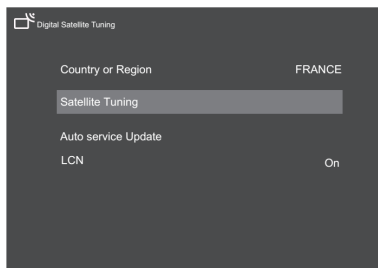 Digital Satellite Tuning
Country or Region FRANCE
Satellite Tuning
Auto service Update
LCN On